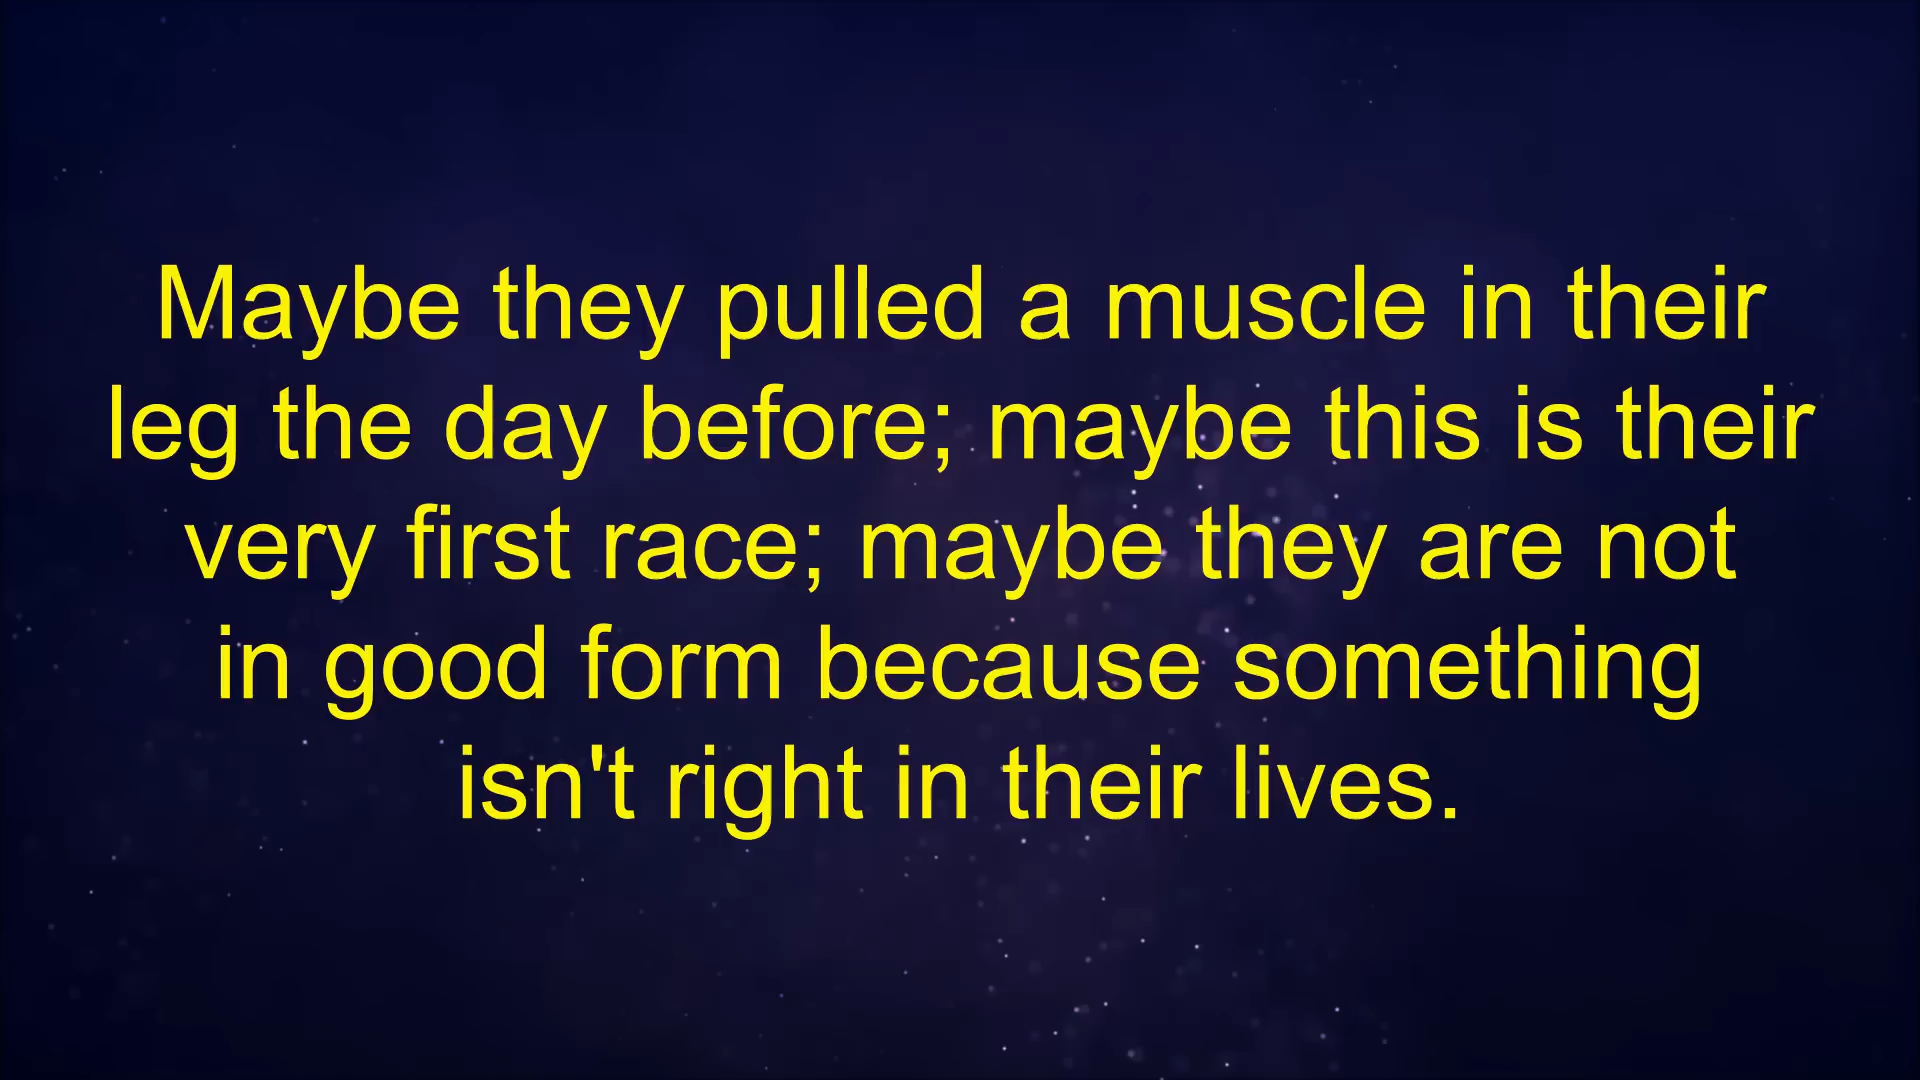 Maybe they pulled a muscle in their
leg the day before; maybe this is their
very first race; maybe they are not
in good form because something
isn't right in their lives.